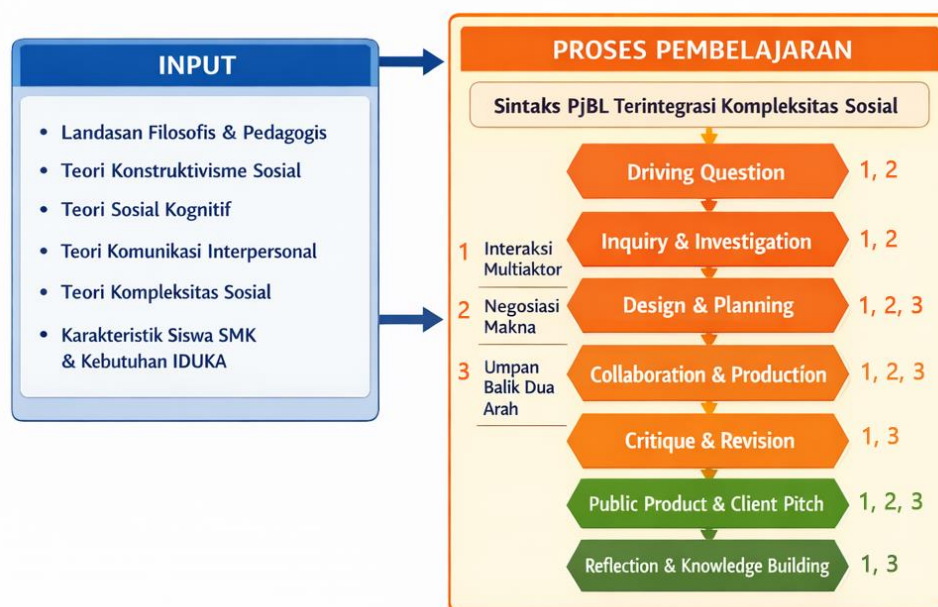 INPUT
• Landasan Filosofis & Pedagogis
• Teori Konstruktivisme Sosial
• Teori Sosial Kognitif
• Teori Komunikasi Interpersonal
• Teori Kompleksitas Sosial
• Karakteristik Siswa SMK
& Kebutuhan IDUKA
PROSES PEMBELAJARAN
Sintaks PjBL Terintegrasi Kompleksitas Sosial
1 Interaksi
Multiaktor
2 Negosiasi
Makna
3 Umpan
Balik Dua
Arah
Driving Question 1, 2
Inquiry & Investigation 1, 2
Design & Planning 1, 2, 3
Collaboration & Production 1, 2, 3
Critique & Revision 1, 3
Public Product & Client Pitch 1, 2, 3
Reflection & Knowledge Building 1, 3